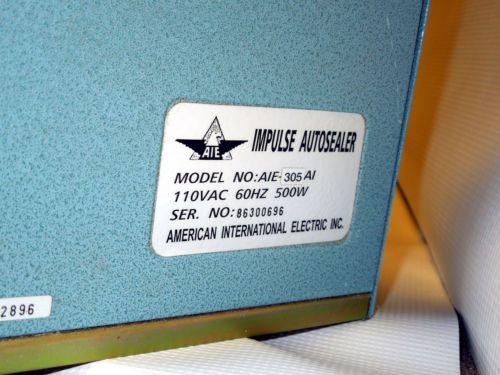 AIE
IMPULSE AUTOSEALER
MODEL NO:AIE-305AI
110VAC 60HZ 500W
SER. NO:86300696
AMERICAN INTERNATIONAL ELECTRIC INC.
2896